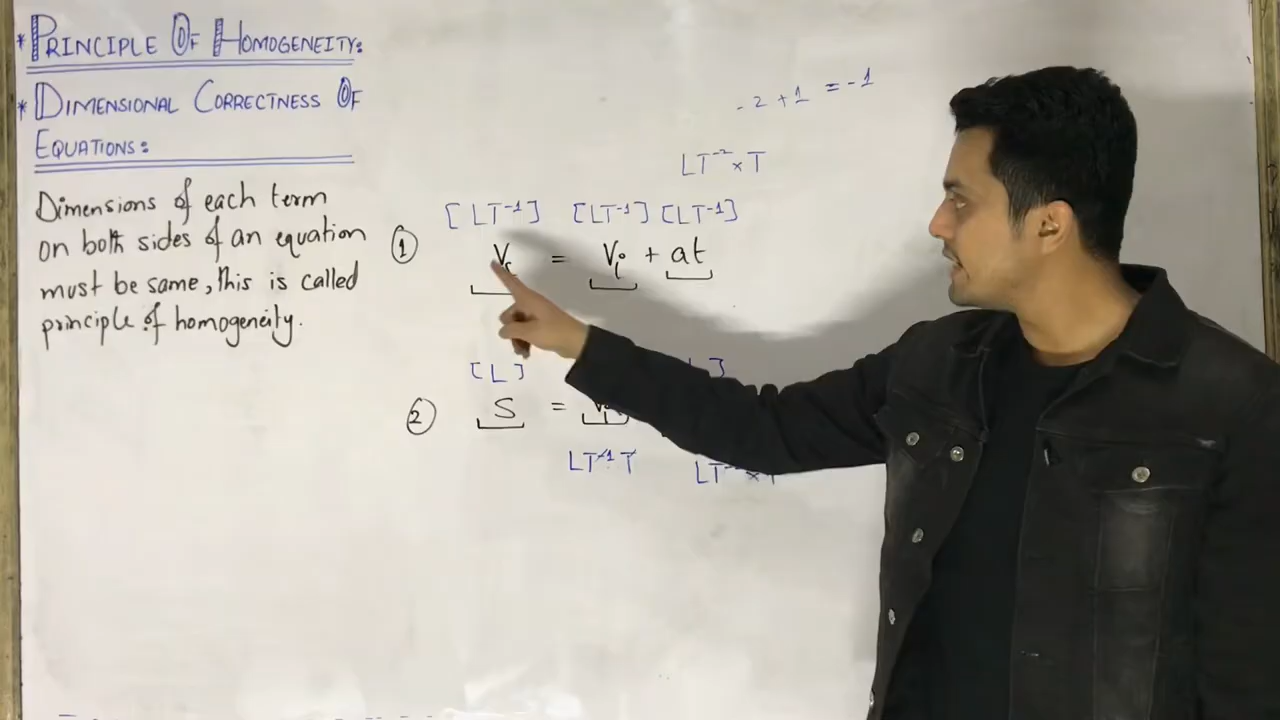 * PRINCIPLE OF HOMOGENEITY:
* DIMENSIONAL CORRECTNESS OF
EQUATIONS:
Dimensions of each term
on both sides of an equation
must be same, this is called
principle of homogeneity.
-2 + 1 = -1
LT⁻² × T
[LT⁻¹] [LT⁻¹] [LT⁻¹]
① V = Vᵢ + at
[L] L]
② S =
LT⁻¹ T LT × T